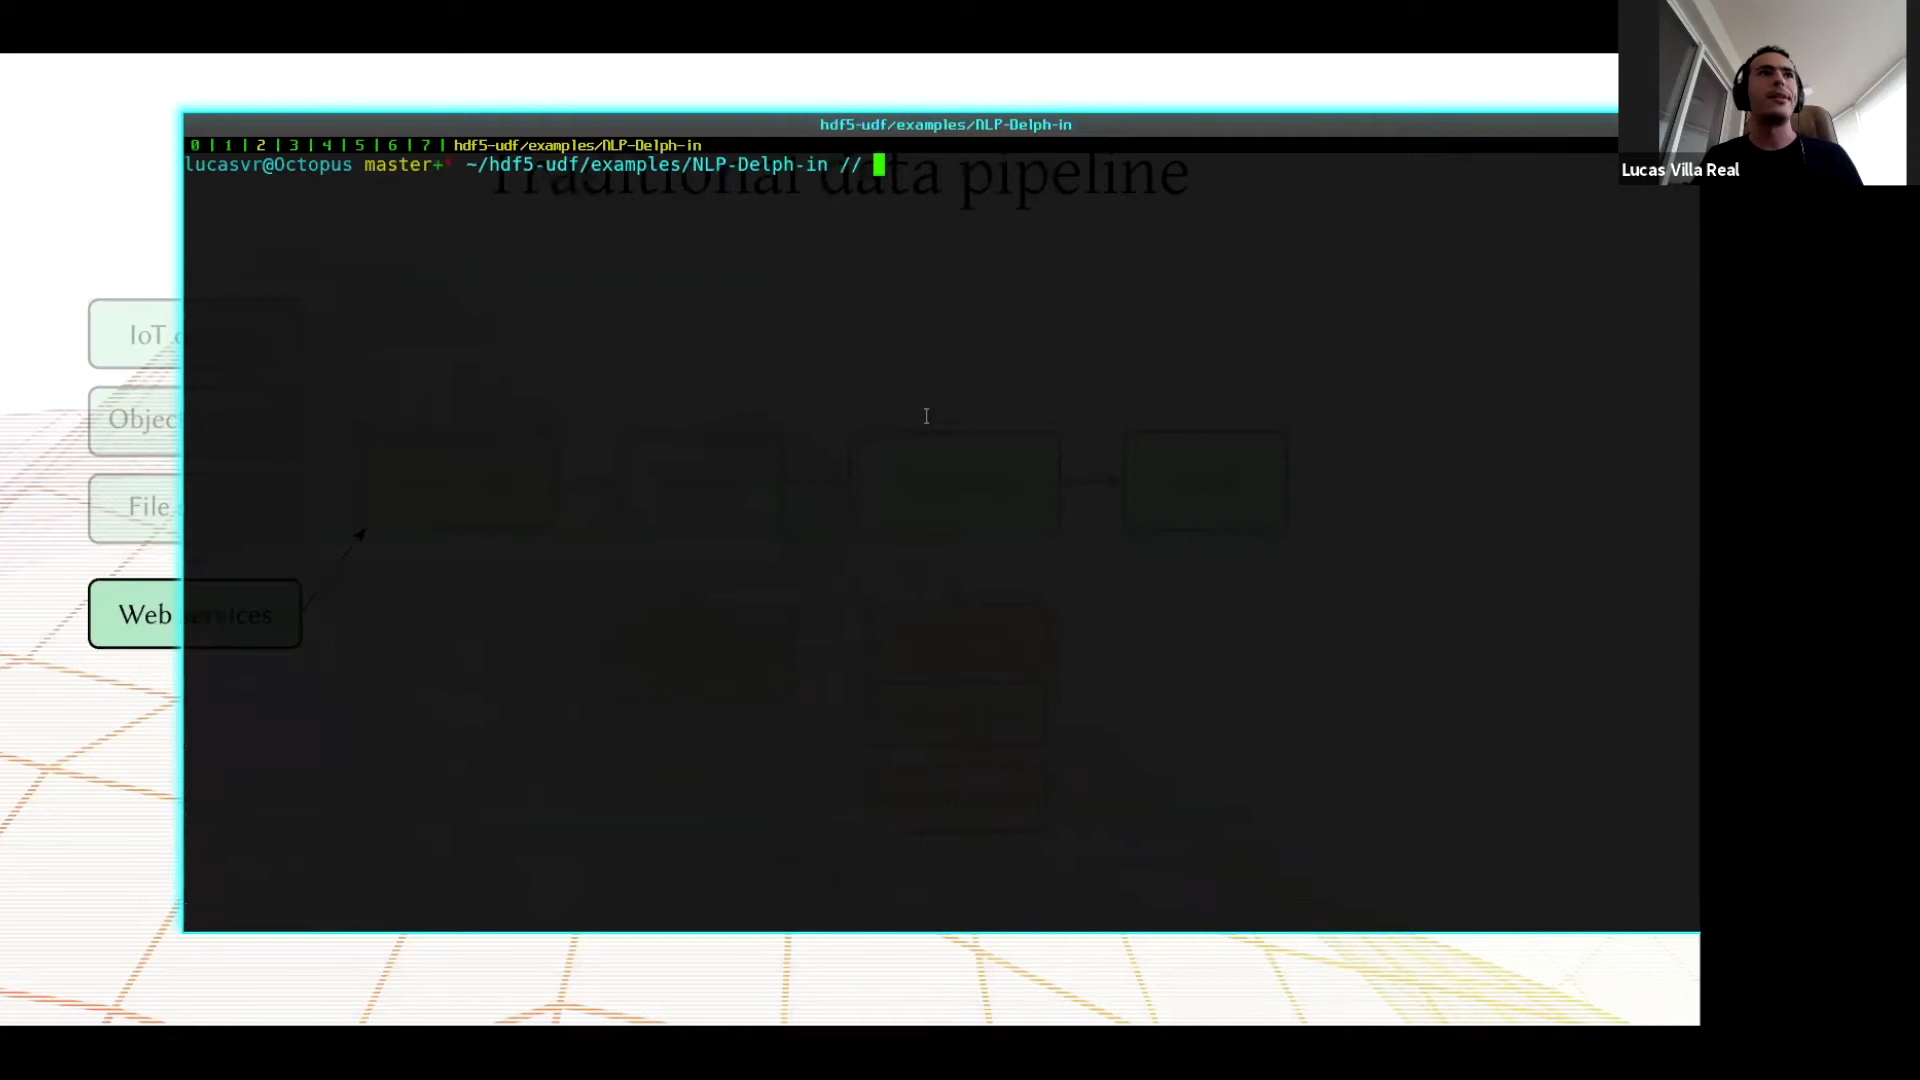 hdf5-udf/examples/NLP-Delph-in
0 | 1 | 2 | 3 | 4 | 5 | 6 | 7 | hdf5-udf/examples/NLP-Delph-in
lucasvr@Octopus master+* ~/hdf5-udf/examples/NLP-Delph-in //
Traditional data pipeline
Lucas Villa Real
IoT
Objec
File
Web services